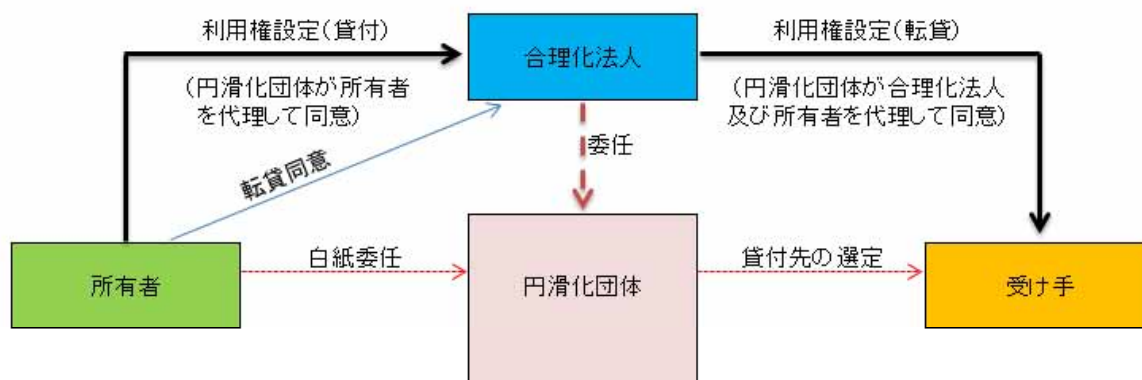 利用権設定(貸付)
合理化法人
利用権設定(転貸)
(円滑化団体が所有者
を代理して同意)
(円滑化団体が合理化法人
及び所有者を代理して同意)
転貸同意
委任
所有者
白紙委任
円滑化団体
貸付先の選定
受け手